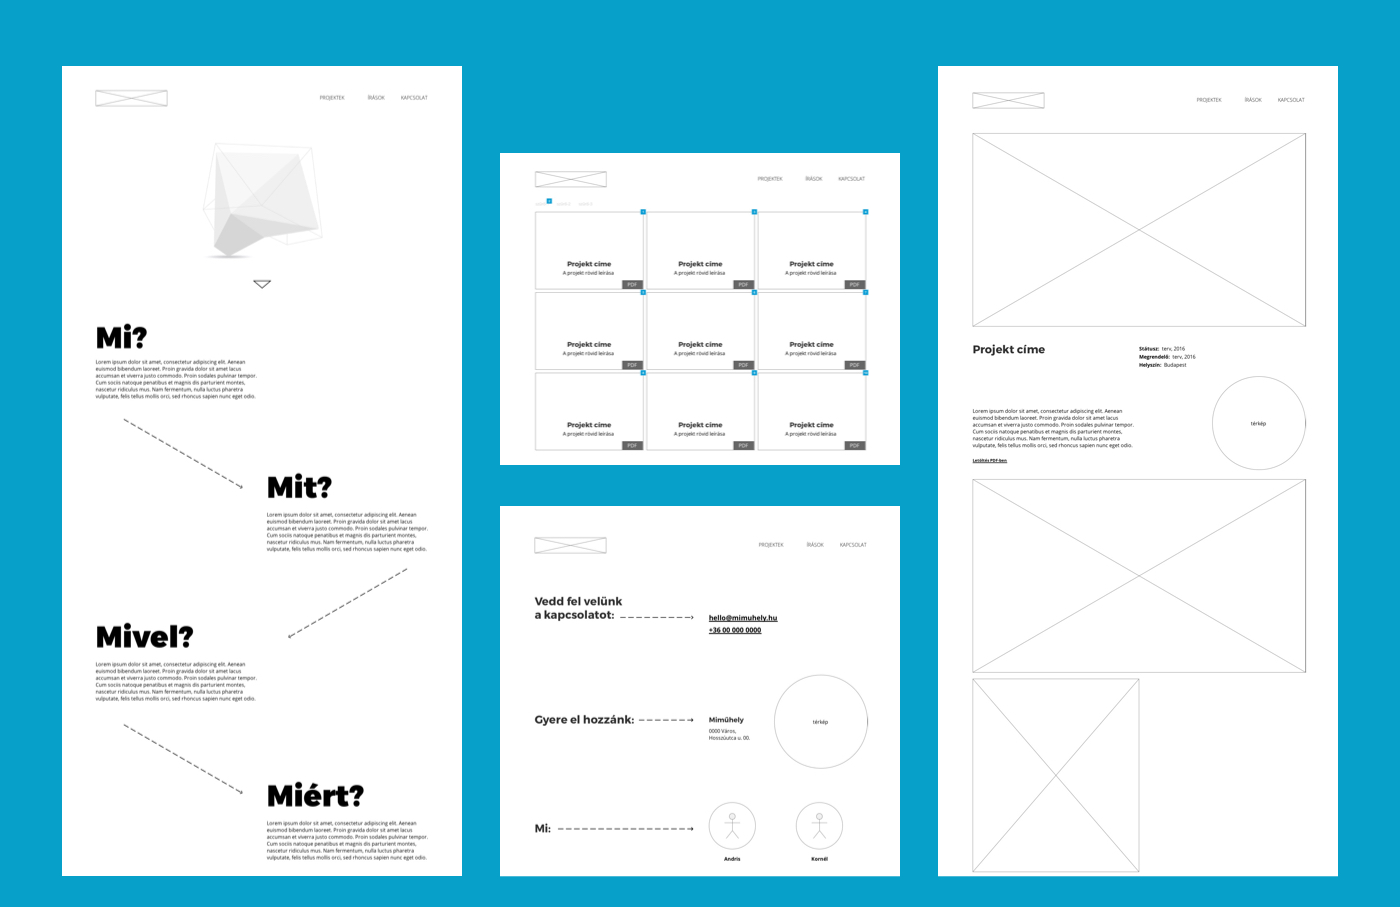 PROJEKTEK ÍRÁSOK KAPCSOLAT
Mi?
Lorem ipsum dolor sit amet, consectetur adipiscing elit. Aenean
euismod bibendum laoreet. Proin gravida dolor sit amet lacus
accumsan et viverra justo commodo. Proin sodales pulvinar tempor.
Cum sociis natoque penatibus et magnis dis parturient montes,
nascetur ridiculus mus. Nam fermentum, nulla luctus pharetra
vulputate, felis tellus mollis orci, sed rhoncus sapien nunc eget odio.
Mit?
Lorem ipsum dolor sit amet, consectetur adipiscing elit. Aenean
euismod bibendum laoreet. Proin gravida dolor sit amet lacus
accumsan et viverra justo commodo. Proin sodales pulvinar tempor.
Cum sociis natoque penatibus et magnis dis parturient montes,
nascetur ridiculus mus. Nam fermentum, nulla luctus pharetra
vulputate, felis tellus mollis orci, sed rhoncus sapien nunc eget odio.
Mivel?
Lorem ipsum dolor sit amet, consectetur adipiscing elit. Aenean
euismod bibendum laoreet. Proin gravida dolor sit amet lacus
accumsan et viverra justo commodo. Proin sodales pulvinar tempor.
Cum sociis natoque penatibus et magnis dis parturient montes,
nascetur ridiculus mus. Nam fermentum, nulla luctus pharetra
vulputate, felis tellus mollis orci, sed rhoncus sapien nunc eget odio.
Miért?
Lorem ipsum dolor sit amet, consectetur adipiscing elit. Aenean
euismod bibendum laoreet. Proin gravida dolor sit amet lacus
accumsan et viverra justo commodo. Proin sodales pulvinar tempor.
Cum sociis natoque penatibus et magnis dis parturient montes,
nascetur ridiculus mus. Nam fermentum, nulla luctus pharetra
vulputate, felis tellus mollis orci, sed rhoncus sapien nunc eget odio.
PROJEKTEK ÍRÁSOK KAPCSOLAT
Projekt címe Projekt címe Projekt címe
A projekt rövid leírása A projekt rövid leírása A projekt rövid leírása
PDF PDF PDF
Projekt címe Projekt címe Projekt címe
A projekt rövid leírása A projekt rövid leírása A projekt rövid leírása
PDF PDF PDF
Projekt címe Projekt címe Projekt címe
A projekt rövid leírása A projekt rövid leírása A projekt rövid leírása
PDF PDF PDF
PROJEKTEK ÍRÁSOK KAPCSOLAT
Vedd fel velünk
a kapcsolatot:
hello@mimuhely.hu
+36 00 000 0000
Gyere el hozzánk:
Miműhely
0000 Város,
Hosszúutca u. 00.
térkép
Mi:
Andris Kornél
PROJEKTEK ÍRÁSOK KAPCSOLAT
Projekt címe
Státusz: terv, 2016
Megrendelő: terv, 2016
Helyszín: Budapest
Lorem ipsum dolor sit amet, consectetur adipiscing elit. Aenean
euismod bibendum laoreet. Proin gravida dolor sit amet lacus
accumsan et viverra justo commodo. Proin sodales pulvinar tempor.
Cum sociis natoque penatibus et magnis dis parturient montes,
nascetur ridiculus mus. Nam fermentum, nulla luctus pharetra
vulputate, felis tellus mollis orci, sed rhoncus sapien nunc eget odio.
Letöltés PDF-ben
térkép